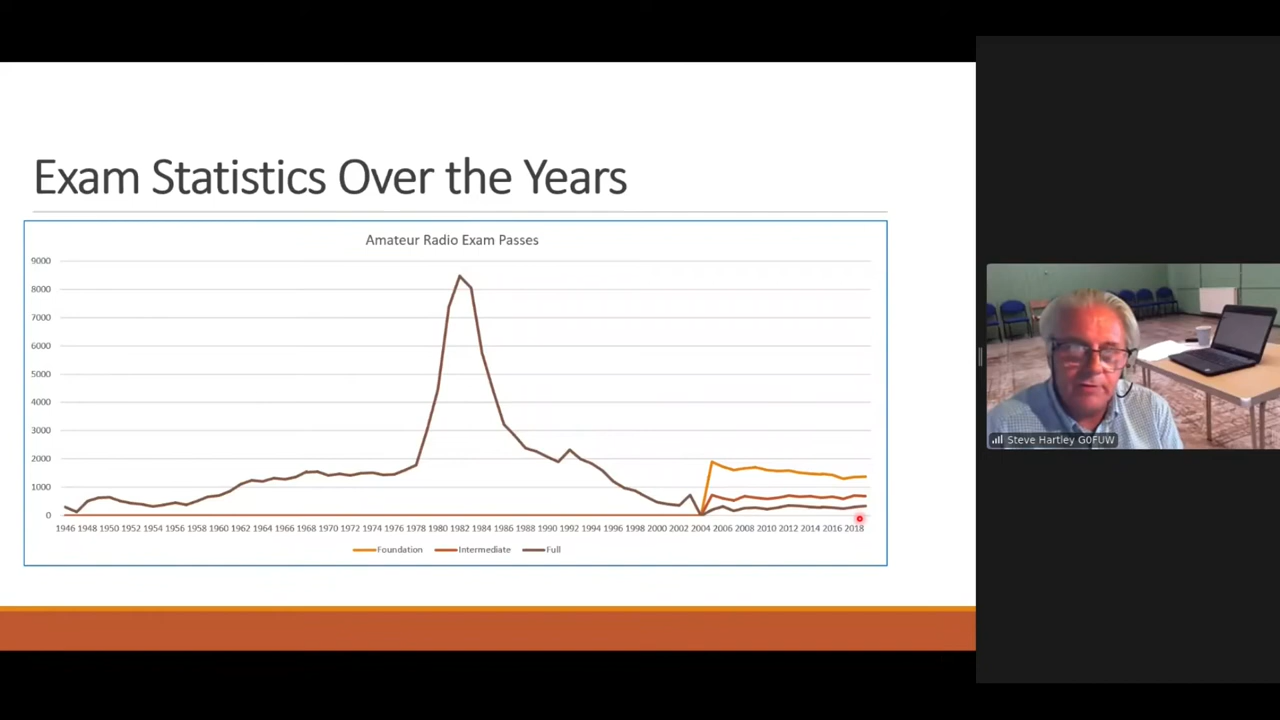 Exam Statistics Over the Years
Amateur Radio Exam Passes
9000
8000
7000
6000
5000
4000
3000
2000
1000
0
1946 1948 1950 1952 1954 1956 1958 1960 1962 1964 1966 1968 1970 1972 1974 1976 1978 1980 1982 1984 1986 1988 1990 1992 1994 1996 1998 2000 2002 2004 2006 2008 2010 2012 2014 2016 2018
Foundation Intermediate Full
Steve Hartley G0FUW